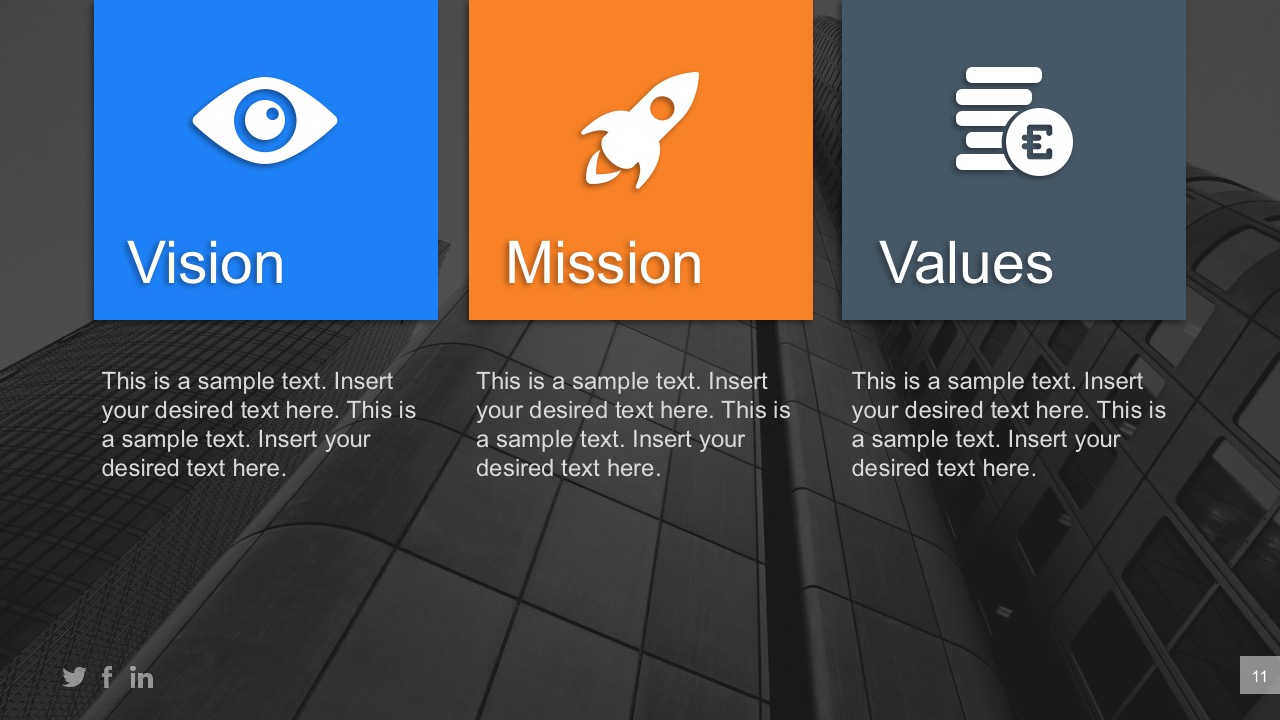 Vision
This is a sample text. Insert
your desired text here. This is
a sample text. Insert your
desired text here.
Mission
This is a sample text. Insert
your desired text here. This is
a sample text. Insert your
desired text here.
€
Values
This is a sample text. Insert
your desired text here. This is
a sample text. Insert your
desired text here.
f in
11